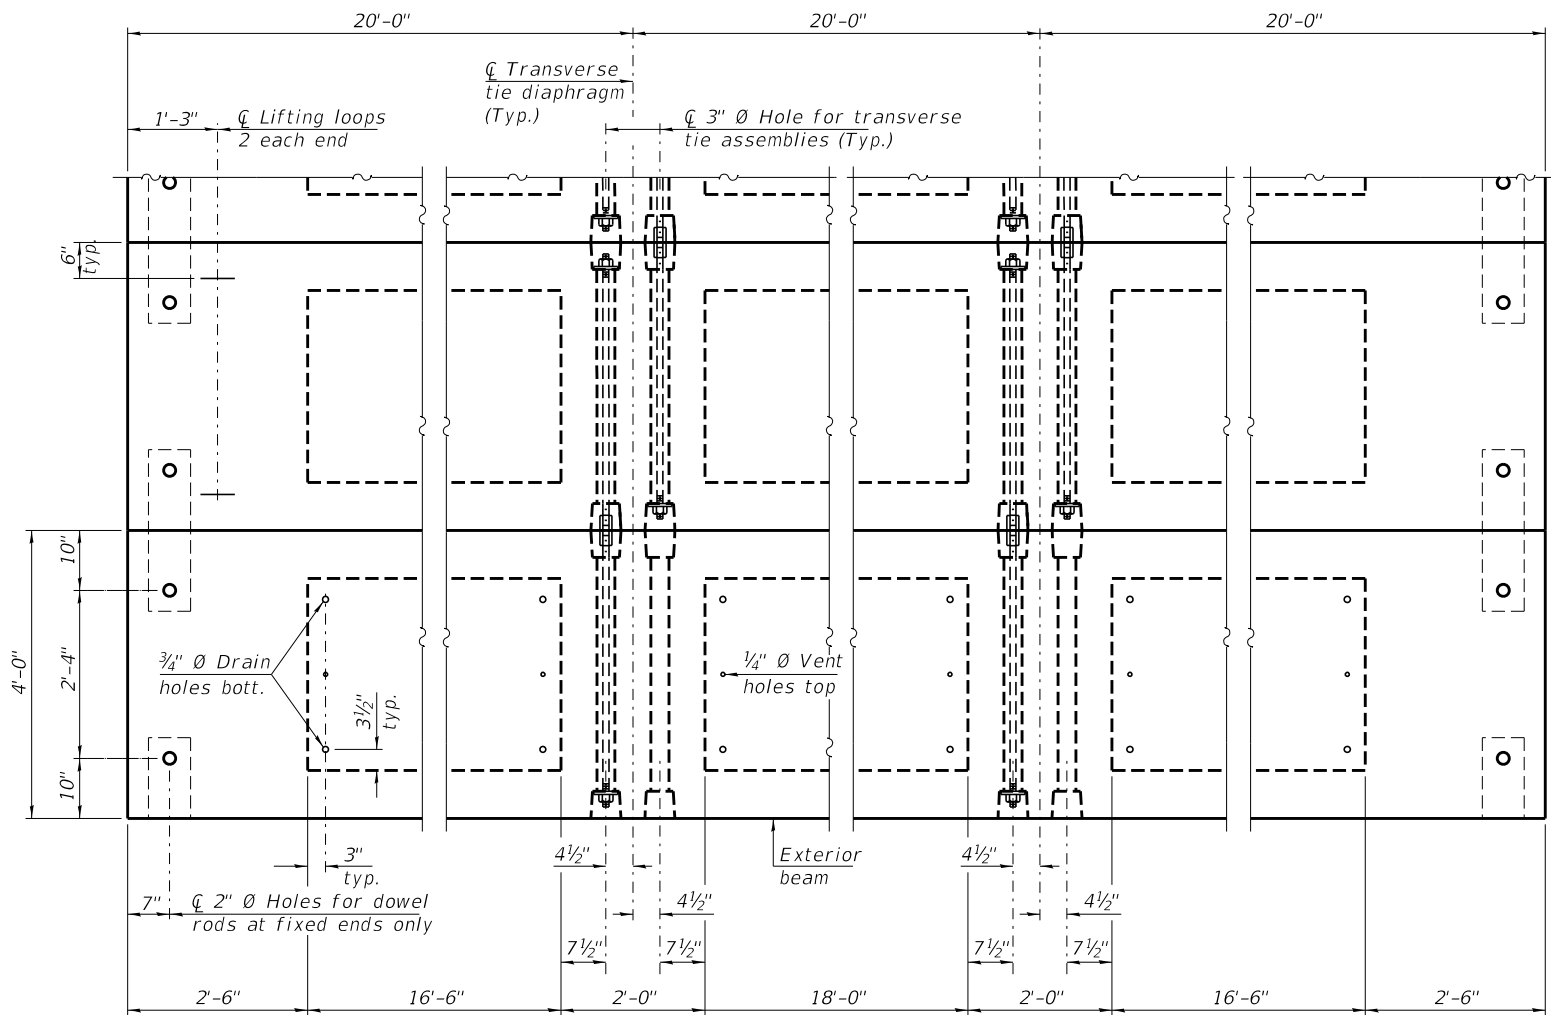 20'-0" 20'-0" 20'-0"
℄ Transverse
tie diaphragm
(Typ.)
1'-3" ℄ Lifting loops
2 each end
℄ 3" Ø Hole for transverse
tie assemblies (Typ.)
6"
typ.
10"
2'-4"
4'-0"
10"
¾" Ø Drain
holes bott.
3½"
typ.
¼" Ø Vent
holes top
3"
typ.
4½"
Exterior
beam
4½"
7"
℄ 2" Ø Holes for dowel
rods at fixed ends only
4½" 4½"
7½" 7½" 7½" 7½"
2'-6" 16'-6" 2'-0" 18'-0" 2'-0" 16'-6" 2'-6"